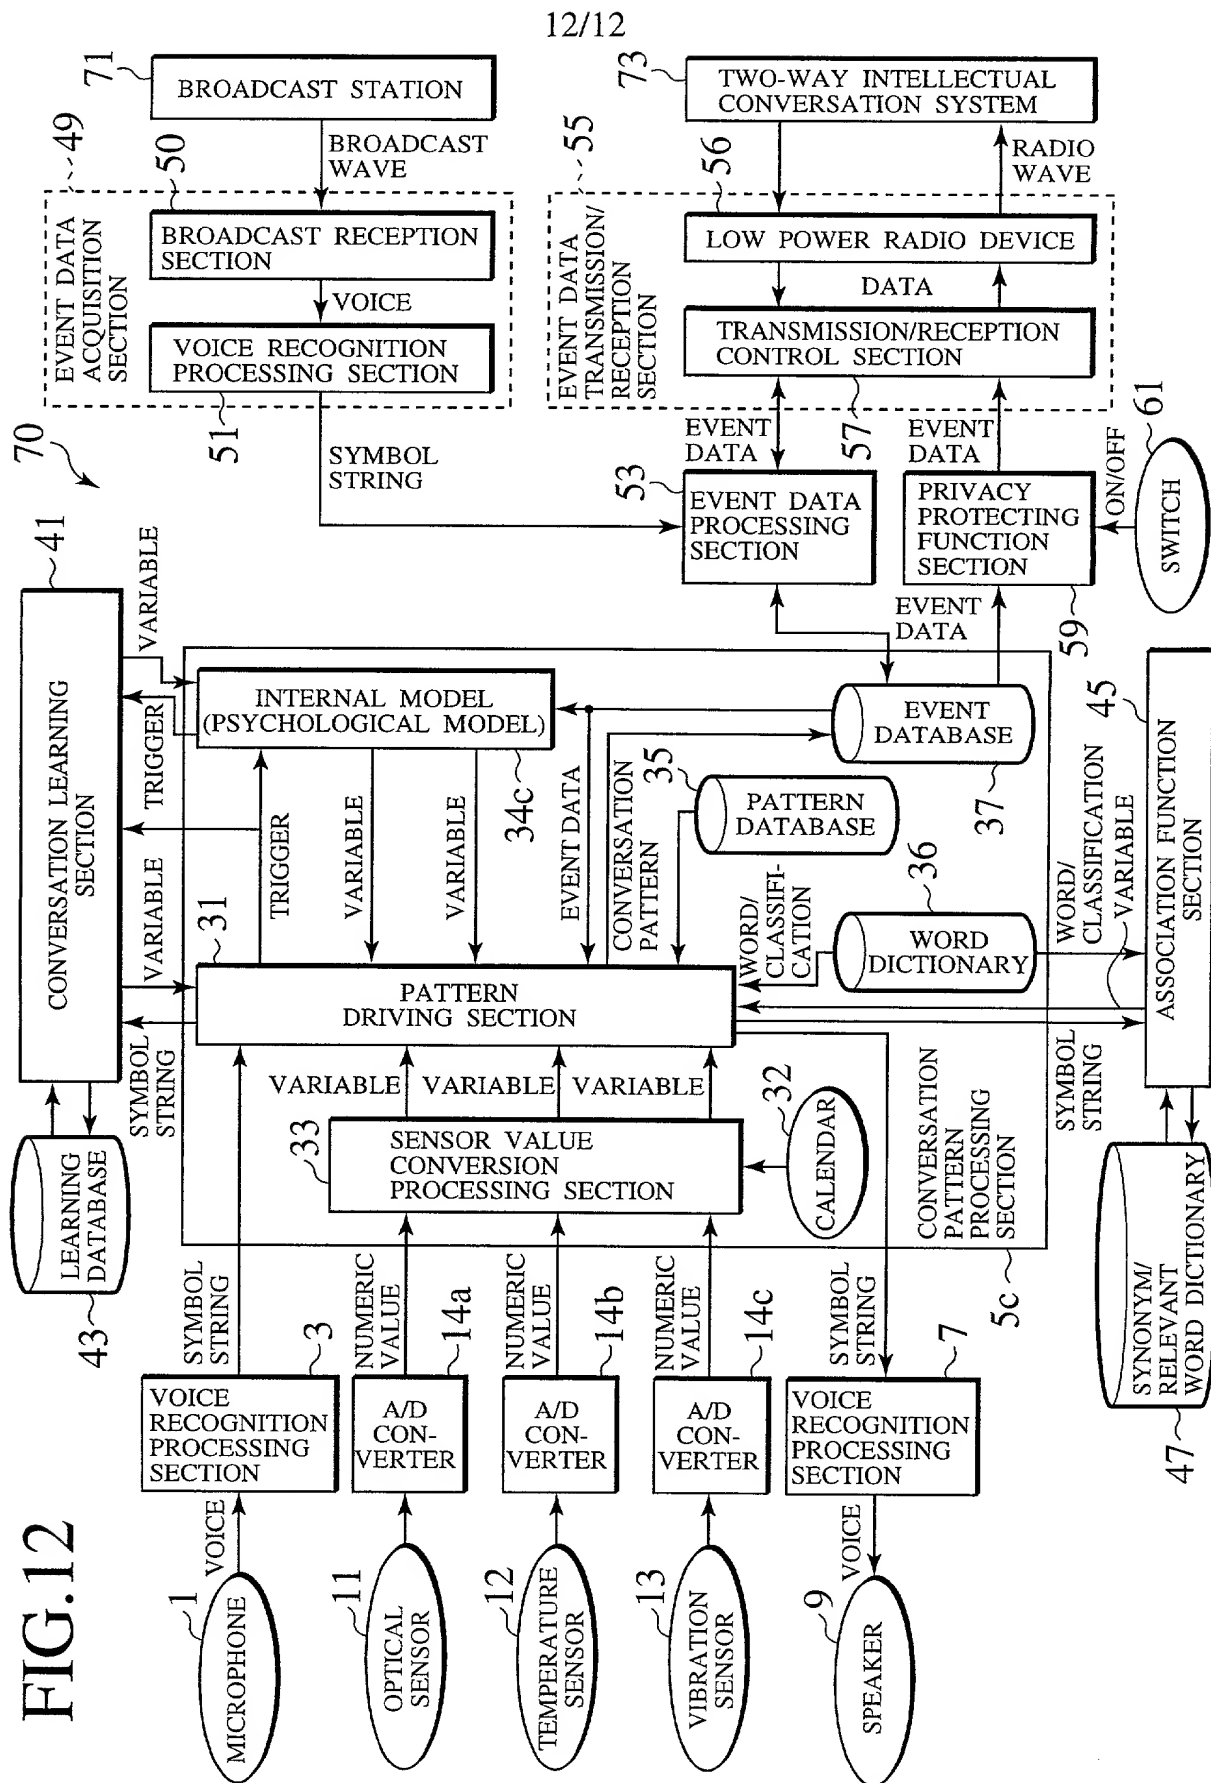 12/12
FIG.12
70
71
BROADCAST STATION
BROADCAST
WAVE
49
EVENT DATA
ACQUISITION
SECTION
50
BROADCAST RECEPTION
SECTION
VOICE
VOICE RECOGNITION
PROCESSING SECTION
51
SYMBOL
STRING
73
TWO-WAY INTELLECTUAL
CONVERSATION SYSTEM
RADIO
WAVE
55
EVENT DATA
TRANSMISSION/
RECEPTION
SECTION
56
LOW POWER RADIO DEVICE
DATA
TRANSMISSION/RECEPTION
CONTROL SECTION
57
EVENT
DATA
EVENT
DATA
53
EVENT DATA
PROCESSING
SECTION
PRIVACY
PROTECTING
FUNCTION
SECTION
59
ON/OFF
61
SWITCH
EVENT
DATA
41
CONVERSATION LEARNING
SECTION
VARIABLE
TRIGGER
VARIABLE
SYMBOL
STRING
43
LEARNING
DATABASE
INTERNAL MODEL
(PSYCHOLOGICAL MODEL)
34c
TRIGGER
VARIABLE
VARIABLE
EVENT DATA
CONVERSATION
PATTERN
31
PATTERN
DRIVING SECTION
EVENT
DATABASE
37
35
PATTERN
DATABASE
36
WORD
DICTIONARY
WORD/
CLASSIFI-
CATION
WORD/
CLASSIFICATION
VARIABLE
SYMBOL
STRING
45
ASSOCIATION FUNCTION
SECTION
SYNONYM/
RELEVANT
WORD DICTIONARY
47
VARIABLE
VARIABLE
VARIABLE
33
SENSOR VALUE
CONVERSION
PROCESSING SECTION
32
CALENDAR
CONVERSATION
PATTERN
PROCESSING
SECTION
5c
SYMBOL
STRING
3
VOICE
RECOGNITION
PROCESSING
SECTION
VOICE
1
MICROPHONE
NUMERIC
VALUE
14a
A/D
CON-
VERTER
11
OPTICAL
SENSOR
NUMERIC
VALUE
14b
A/D
CON-
VERTER
12
TEMPERATURE
SENSOR
NUMERIC
VALUE
14c
A/D
CON-
VERTER
13
VIBRATION
SENSOR
SYMBOL
STRING
7
VOICE
RECOGNITION
PROCESSING
SECTION
VOICE
9
SPEAKER